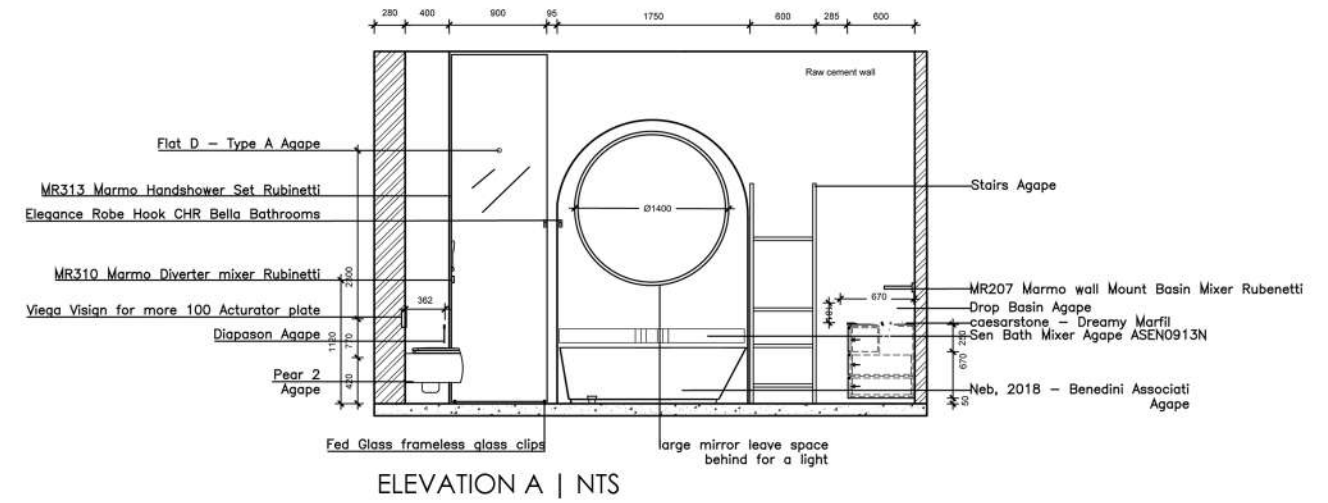 280 400 900 95 1750 600 285 600
Raw cement wall
Flat D – Type A Agape
MR313 Marmo Handshower Set Rubinetti
Stairs Agape
Elegance Robe Hook CHR Bella Bathrooms
Ø1400
MR310 Marmo Diverter mixer Rubinetti
MR207 Marmo wall Mount Basin Mixer Rubenetti
362
670
Viega Visign for more 100 Acturator plate
Drop Basin Agape
caesarstone – Dreamy Marfil
Diapason Agape
Sen Bath Mixer Agape ASEN0913N
1120
770
250
670
Pear 2
Agape
420
Neb, 2018 – Benedini Associati
Agape
50
Fed Glass frameless glass clips
large mirror leave space
behind for a light
ELEVATION A | NTS